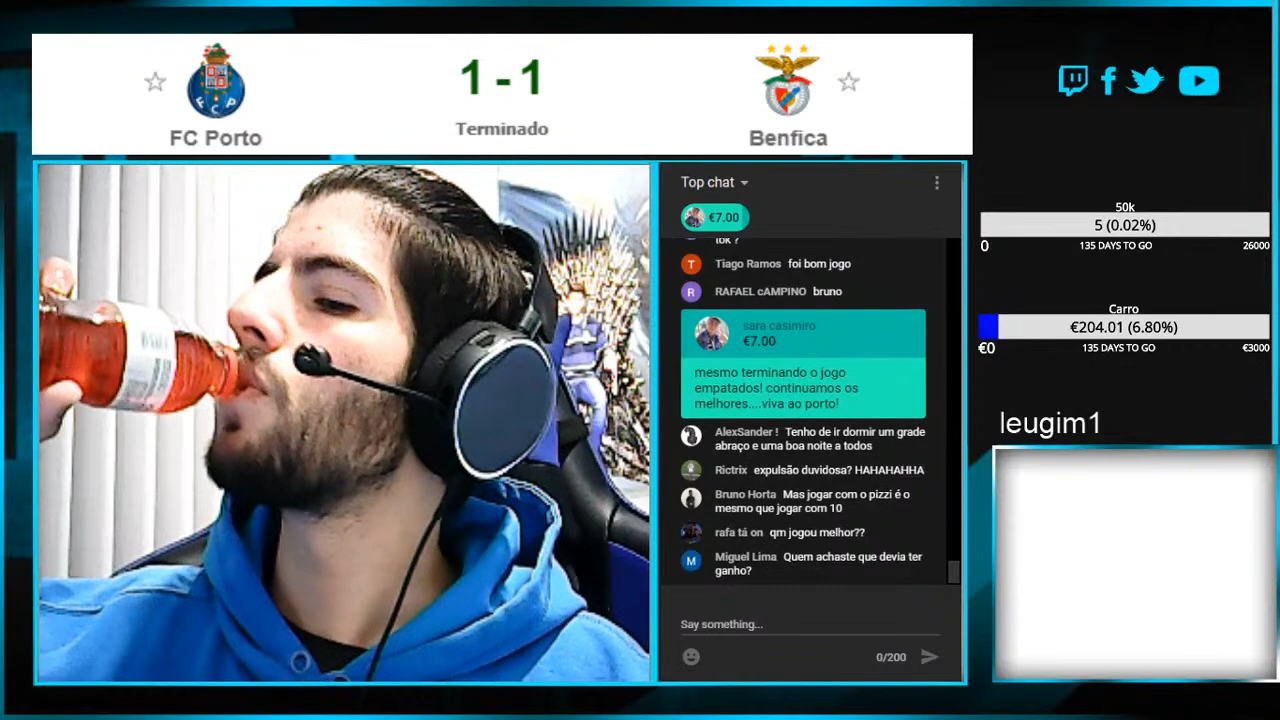 1 - 1
Terminado
FC Porto
Benfica
FCP
Top chat
€7.00
tok ?
Tiago Ramos foi bom jogo
RAFAEL cAMPINO bruno
sara casimiro
€7.00
mesmo terminando o jogo
empatados! continuamos os
melhores....viva ao porto!
AlexSander ! Tenho de ir dormir um grade
abraço e uma boa noite a todos
Rictrix expulsão duvidosa? HAHAHAHHA
Bruno Horta Mas jogar com o pizzi é o
mesmo que jogar com 10
rafa tá on qm jogou melhor??
Miguel Lima Quem achaste que devia ter
ganho?
Say something...
0/200
50k
5 (0.02%)
0 135 DAYS TO GO 26000
Carro
€204.01 (6.80%)
€0 135 DAYS TO GO €3000
leugim1